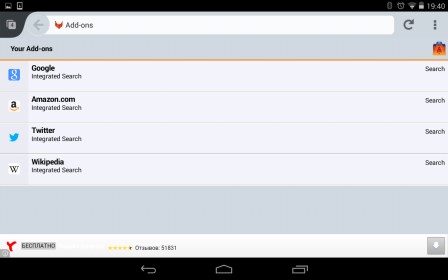 19:40
Add-ons
Your Add-ons
Google
Integrated Search
Search
Amazon.com
Integrated Search
Search
Twitter
Integrated Search
Search
Wikipedia
Integrated Search
Search
БЕСПЛАТНО
Отзывов: 51831